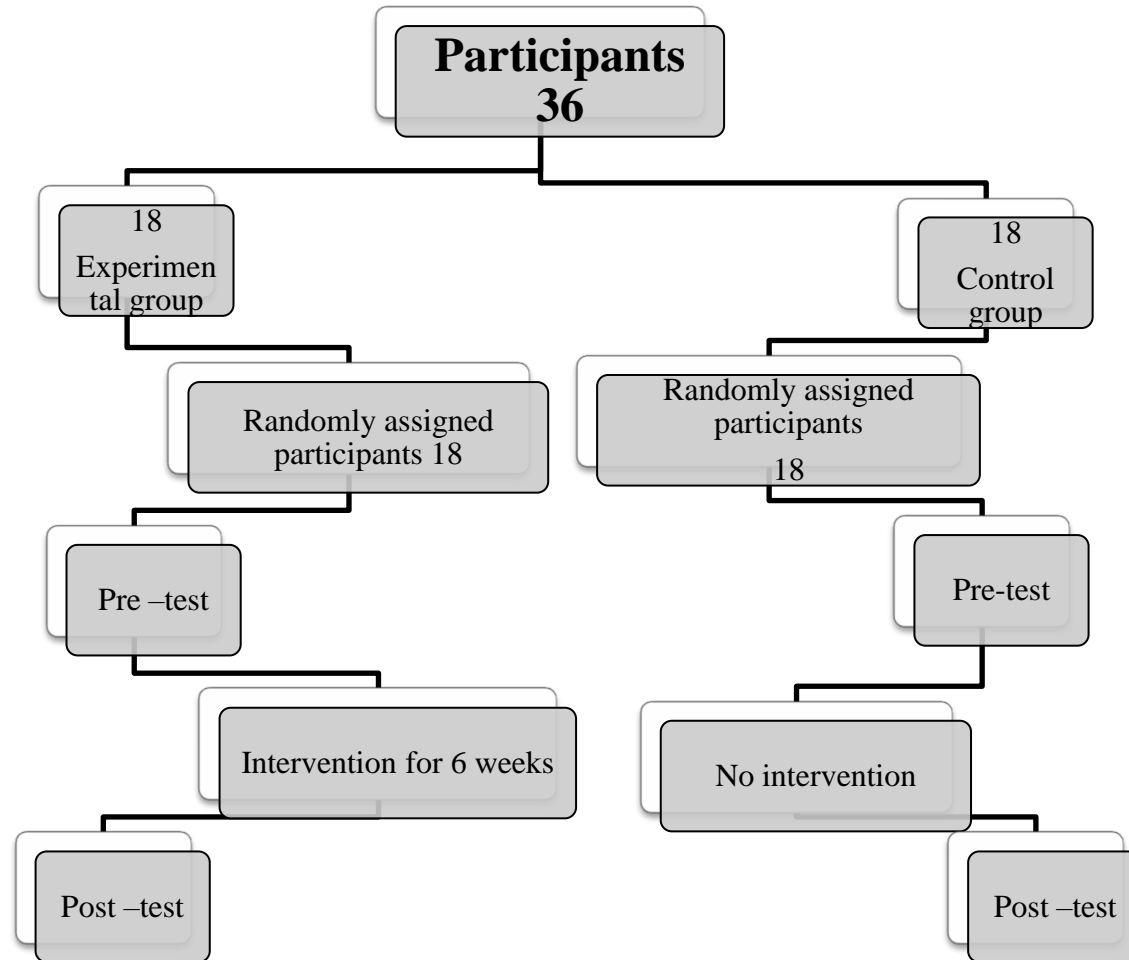 Participants
36
18
Experimen
tal group
18
Control
group
Randomly assigned
participants 18
Randomly assigned
participants
18
Pre –test
Pre-test
Intervention for 6 weeks
No intervention
Post –test
Post –test